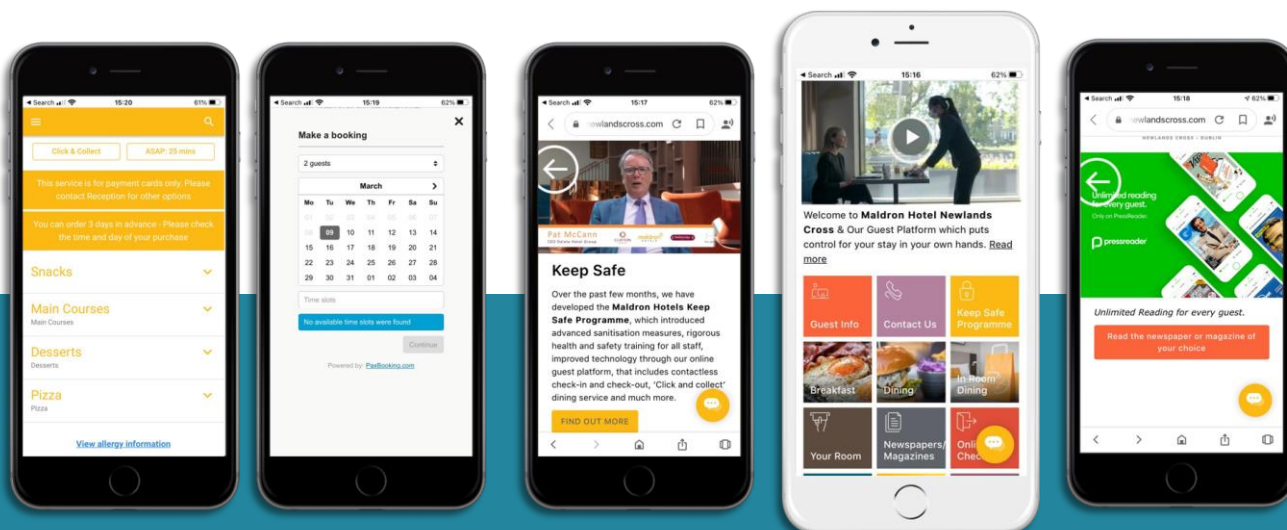 Search
15:20
61%
Click & Collect
ASAP: 25 mins
This service is for payment cards only. Please
contact Reception for other options
You can order 3 days in advance - Please check
the time and day of your purchase
Snacks
Main Courses
Main Courses
Desserts
Desserts
Pizza
Pizza
View allergy information
Search
15:19
62%
Make a booking
2 guests
March
Mo Tu We Th Fr Sa Su
01 02 03 04 05 06 07
08 09 10 11 12 13 14
15 16 17 18 19 20 21
22 23 24 25 26 27 28
29 30 31 01 02 03 04
Time slots
No available time slots were found
Continue
Powered by: PaxBooking.com
Search
15:17
62%
newlandscross.com
Pat McCann
maldron
Keep Safe
Over the past few months, we have
developed the Maldron Hotels Keep
Safe Programme, which introduced
advanced sanitisation measures, rigorous
health and safety training for all staff,
improved technology through our online
guest platform, that includes contactless
check-in and check-out, 'Click and collect'
dining service and much more.
FIND OUT MORE
Search
15:16
62%
Welcome to Maldron Hotel Newlands
Cross & Our Guest Platform which puts
control for your stay in your own hands. Read
more
Guest Info
Contact Us
Keep Safe
Programme
Breakfast
Dining
In Room
Dining
Your Room
Newspapers/
Magazines
Search
15:18
62%
newlandscross.com
NEWLANDS CROSS - DUBLIN
Unlimited reading
for every guest.
Only on PressReader.
pressreader
Unlimited Reading for every guest.
Read the newspaper or magazine of
your choice